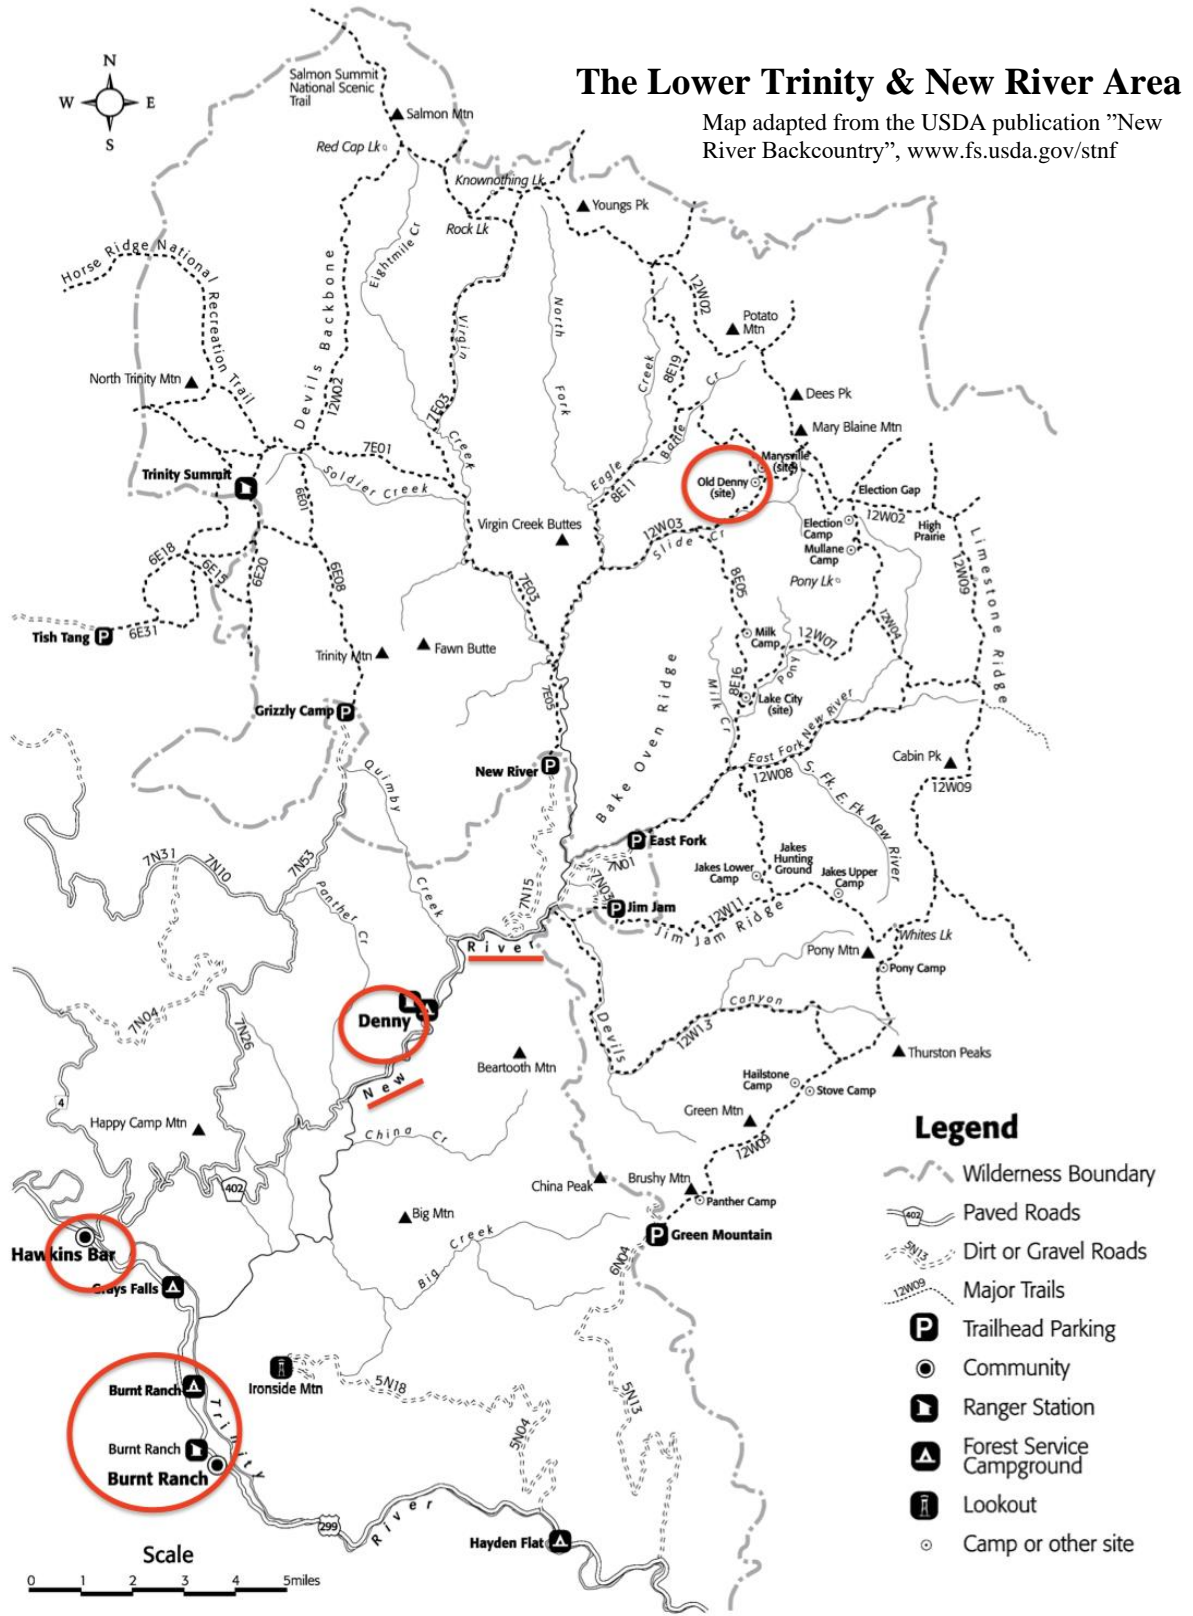 The Lower Trinity & New River Area
Map adapted from the USDA publication ”New
River Backcountry”, www.fs.usda.gov/stnf
N
W
E
S
Salmon Summit
National Scenic
Trail
Salmon Mtn
Red Cap Lk
Knownothing Lk
Youngs Pk
Rock Lk
Horse Ridge National Recreation Trail
Devils Backbone
12W02
Eightmile Cr
Virgin
Creek
7E03
North
Fork
12W02
Potato
Mtn
8E19
Eagle
Creek
Battle
Cr
Dees Pk
Mary Blaine Mtn
North Trinity Mtn
7E01
Soldier Creek
Trinity Summit
6E01
Marysville
(site)
Old Denny
(site)
8E11
Virgin Creek Buttes
12W03
Slide Cr
Election Gap
Election
Camp
12W02
High
Prairie
Mullane
Camp
Pony Lk
12W09
Limestone Ridge
6E18
6E15
6E20
6E08
7E03
8E05
Tish Tang
P
6E31
Trinity Mtn
Fawn Butte
Milk
Camp
12W07
12W04
7E05
Bake Oven Ridge
Milk Cr
8E16
Pony
Lake City
(site)
Grizzly Camp
P
New River
P
East Fork New River
12W08
S. Fk. E. Fk New River
Cabin Pk
12W09
Quimby
Creek
7N31
7N10
7N53
Panther
Cr
7N15
East Fork
P
7N01
7N03
Jim Jam
P
12W11
Jim Jam Ridge
Jakes Lower
Camp
Jakes
Hunting
Ground
Jakes Upper
Camp
Whites Lk
Pony Mtn
Pony Camp
River
Denny
New
7N04
7N26
Beartooth Mtn
Devils
Canyon
12W13
Thurston Peaks
Hailstone
Camp
Stove Camp
Green Mtn
12W09
4
Happy Camp Mtn
China Cr
402
China Peak
Brushy Mtn
Panther Camp
Green Mountain
P
Big Mtn
Big Creek
6N04
Hawkins Bar
Grays Falls
Burnt Ranch
Burnt Ranch
Burnt Ranch
Trinity
River
Ironside Mtn
5N18
5N04
5N13
299
Hayden Flat
Scale
0 1 2 3 4 5miles
Legend
Wilderness Boundary
402 Paved Roads
5N13 Dirt or Gravel Roads
12W09 Major Trails
P Trailhead Parking
Community
Ranger Station
Forest Service
Campground
Lookout
Camp or other site